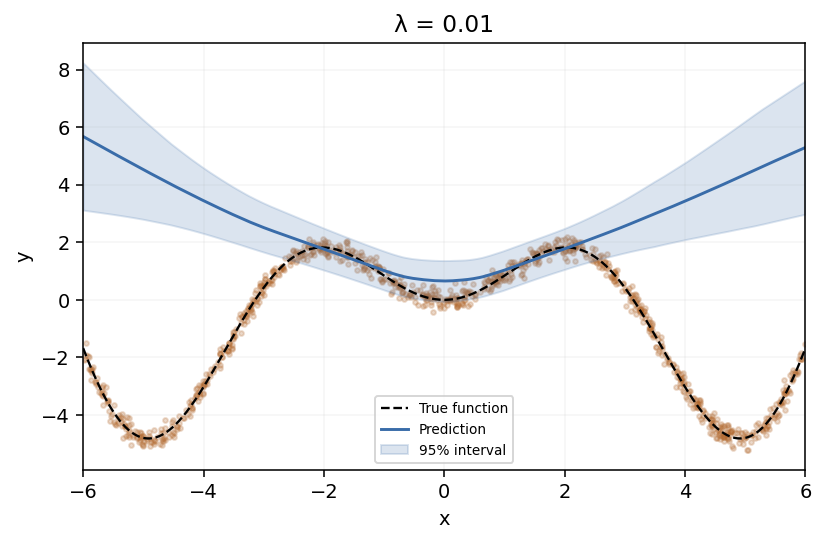 λ = 0.01
8
6
4
2
0
−2
−4
y
−6 −4 −2 0 2 4 6
x
True function
Prediction
95% interval